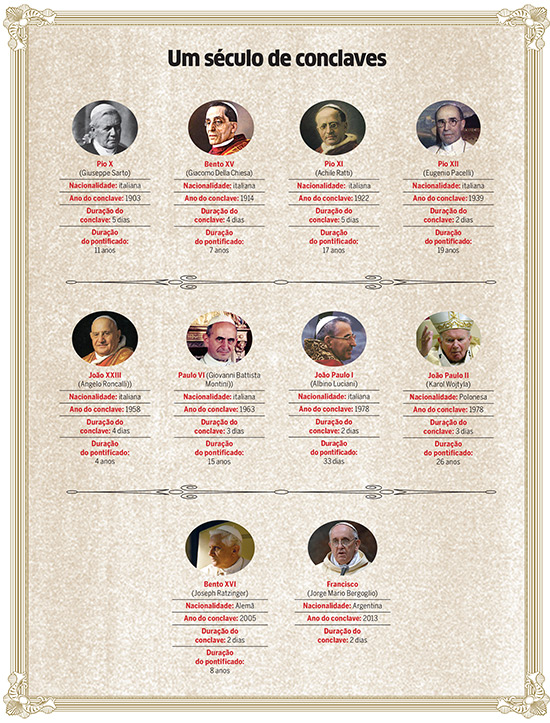 Um século de conclaves
Pio X
(Giuseppe Sarto)
Nacionalidade: italiana
Ano do conclave: 1903
Duração do
conclave: 5 dias
Duração
do pontificado:
11 anos
Bento XV
(Giacomo Della Chiesa)
Nacionalidade: italiana
Ano do conclave: 1914
Duração do
conclave: 4 dias
Duração
do pontificado:
7 anos
Pio XI
(Achile Ratti)
Nacionalidade: italiana
Ano do conclave: 1922
Duração do
conclave: 5 dias
Duração
do pontificado:
17 anos
Pio XII
(Eugenio Pacelli)
Nacionalidade: italiana
Ano do conclave: 1939
Duração do
conclave: 2 dias
Duração
do pontificado:
19 anos
João XXIII
(Angelo Roncalli))
Nacionalidade: italiana
Ano do conclave: 1958
Duração do
conclave: 4 dias
Duração
do pontificado:
4 anos
Paulo VI (Giovanni Battista
Montini))
Nacionalidade: italiana
Ano do conclave: 1963
Duração do
conclave: 3 dias
Duração
do pontificado:
15 anos
João Paulo I
(Albino Luciani)
Nacionalidade: italiana
Ano do conclave: 1978
Duração do
conclave: 2 dias
Duração
do pontificado:
33 dias
João Paulo II
(Karol Wojtyla)
Nacionalidade: Polonesa
Ano do conclave: 1978
Duração do
conclave: 3 dias
Duração
do pontificado:
26 anos
Bento XVI
(Joseph Ratzinger)
Nacionalidade: Alemã
Ano do conclave: 2005
Duração do
conclave: 2 dias
Duração
do pontificado:
8 anos
Francisco
(Jorge Mario Bergoglio)
Nacionalidade: Argentina
Ano do conclave: 2013
Duração do
conclave: 2 dias